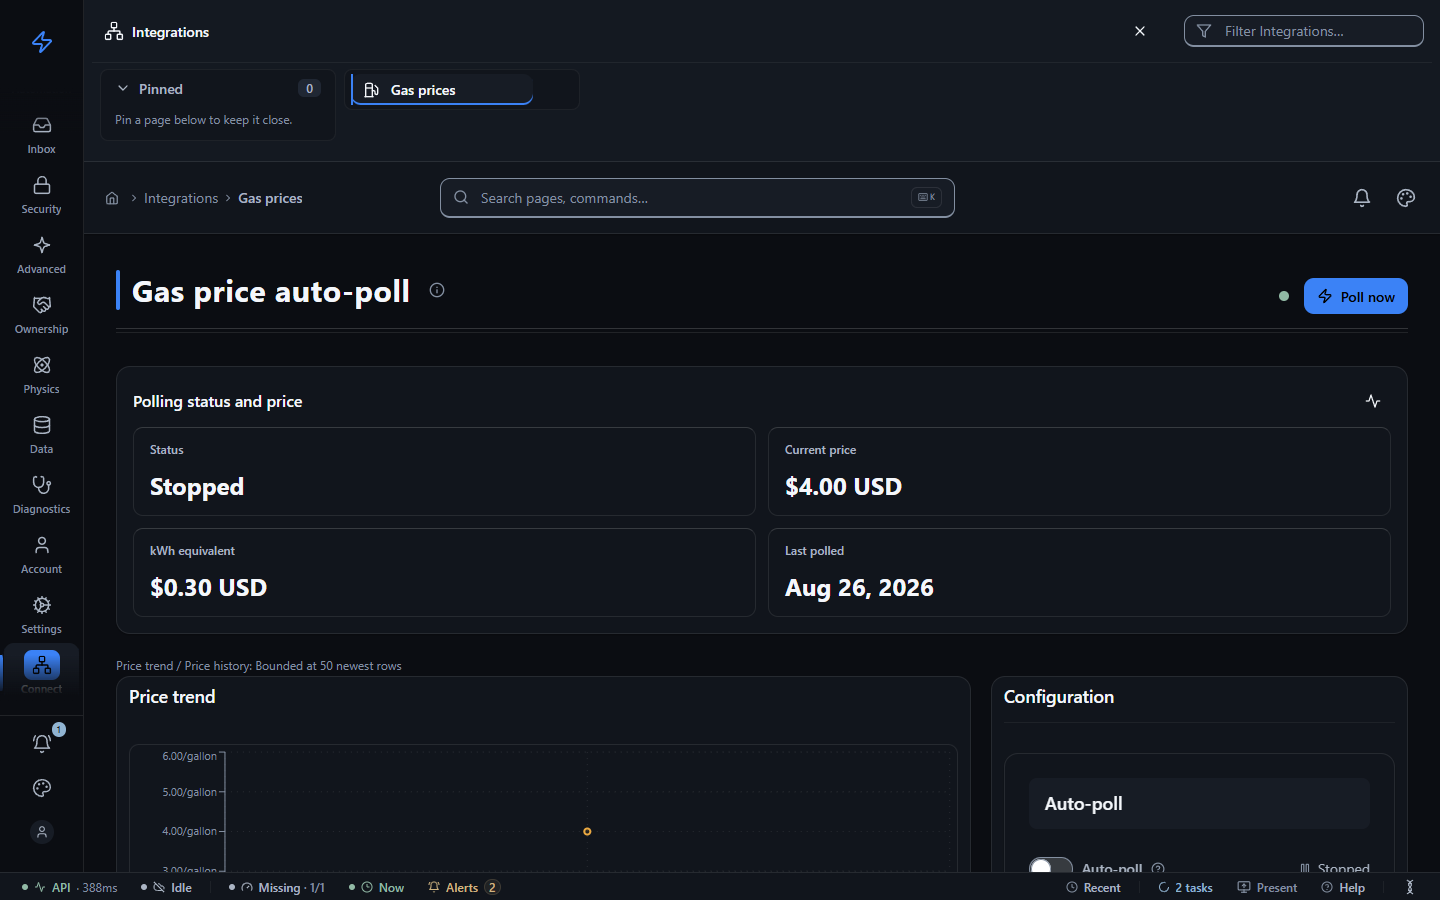 Integrations
Filter Integrations...
Pinned
0
Pin a page below to keep it close.
Gas prices
Integrations
Gas prices
Search pages, commands...
K
Inbox
Security
Advanced
Ownership
Physics
Data
Diagnostics
Account
Settings
Connect
1
Gas price auto-poll
Poll now
Polling status and price
Status
Stopped
Current price
$4.00 USD
kWh equivalent
$0.30 USD
Last polled
Aug 26, 2026
Price trend / Price history: Bounded at 50 newest rows
Price trend
6.00/gallon
5.00/gallon
4.00/gallon
3.00/gallon
Configuration
Auto-poll
Auto-poll
Stopped
API · 388ms
Idle
Missing · 1/1
Now
Alerts 2
Recent
2 tasks
Present
Help